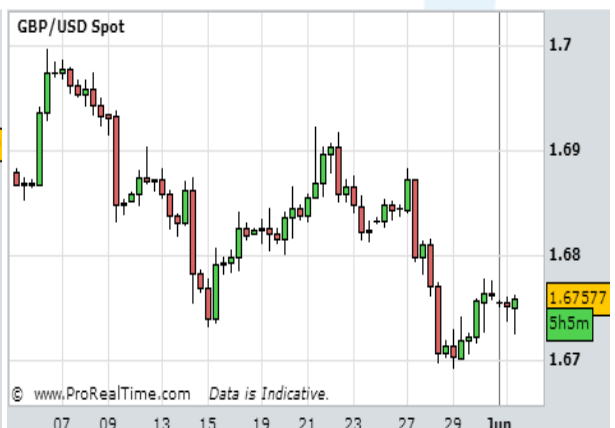 GBP/USD Spot
1.7
1.69
1.68
1.67577
5h5m
1.67
© www.ProRealTime.com Data is Indicative.
07 09 13 15 19 21 23 27 29 Jun